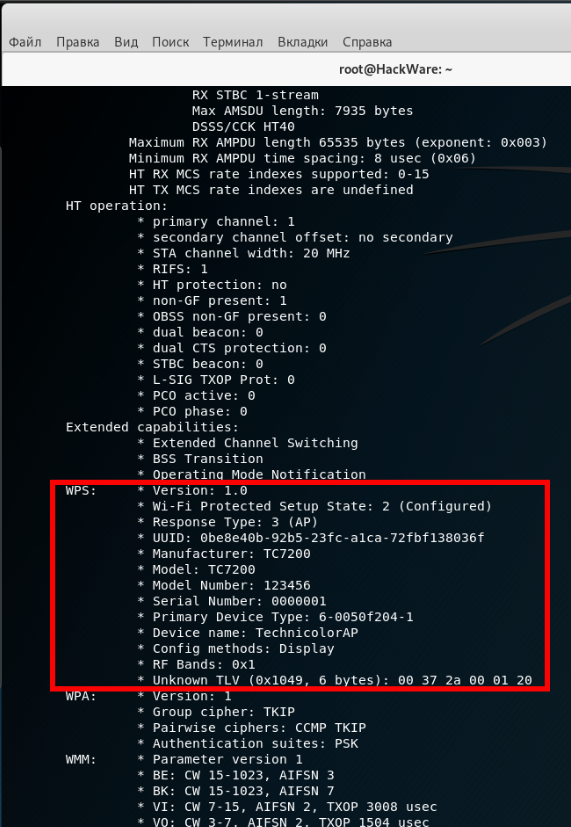 Файл Правка Вид Поиск Терминал Вкладки Справка
root@HackWare: ~
RX STBC 1-stream
Max AMSDU length: 7935 bytes
DSSS/CCK HT40
Maximum RX AMPDU length 65535 bytes (exponent: 0x003)
Minimum RX AMPDU time spacing: 8 usec (0x06)
HT RX MCS rate indexes supported: 0-15
HT TX MCS rate indexes are undefined
HT operation:
* primary channel: 1
* secondary channel offset: no secondary
* STA channel width: 20 MHz
* RIFS: 1
* HT protection: no
* non-GF present: 1
* OBSS non-GF present: 0
* dual beacon: 0
* dual CTS protection: 0
* STBC beacon: 0
* L-SIG TXOP Prot: 0
* PCO active: 0
* PCO phase: 0
Extended capabilities:
* Extended Channel Switching
* BSS Transition
* Operating Mode Notification
WPS: * Version: 1.0
* Wi-Fi Protected Setup State: 2 (Configured)
* Response Type: 3 (AP)
* UUID: 0be8e40b-92b5-23fc-a1ca-72fbf138036f
* Manufacturer: TC7200
* Model: TC7200
* Model Number: 123456
* Serial Number: 0000001
* Primary Device Type: 6-0050f204-1
* Device name: TechnicolorAP
* Config methods: Display
* RF Bands: 0x1
* Unknown TLV (0x1049, 6 bytes): 00 37 2a 00 01 20
WPA: * Version: 1
* Group cipher: TKIP
* Pairwise ciphers: CCMP TKIP
* Authentication suites: PSK
WMM: * Parameter version 1
* BE: CW 15-1023, AIFSN 3
* BK: CW 15-1023, AIFSN 7
* VI: CW 7-15, AIFSN 2, TXOP 3008 usec
* VO: CW 3-7, AIFSN 2, TXOP 1504 usec